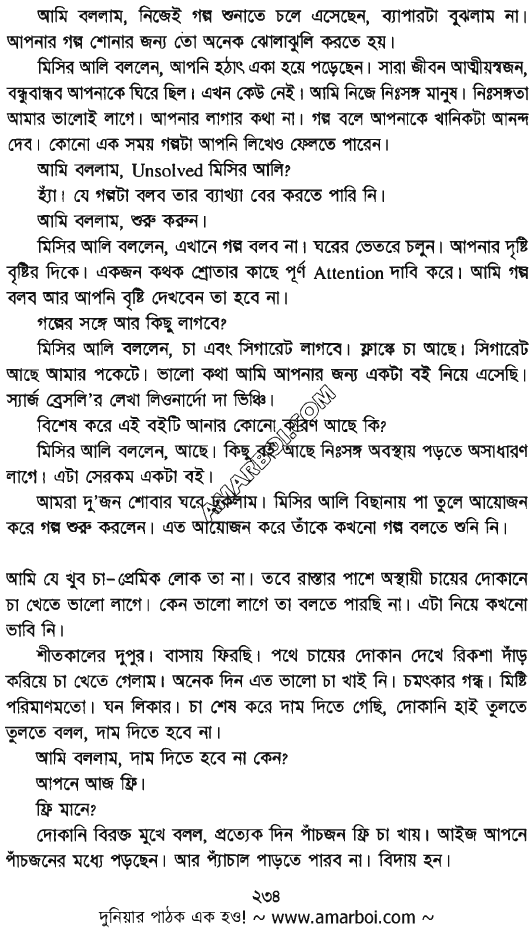 আমি বললাম, নিজেই গল্প শুনাতে চলে এসেছেন, ব্যাপারটা বুঝলাম না।
আপনার গল্প শোনার জন্য তো অনেক ঝোলাঝুলি করতে হয়।
মিসির আলি বললেন, আপনি হঠাৎ একা হয়ে পড়েছেন। সারা জীবন আত্মীয়স্বজন,
বন্ধুবান্ধব আপনাকে ঘিরে ছিল। এখন কেউ নেই। আমি নিজে নিঃসঙ্গ মানুষ। নিঃসঙ্গতা
আমার ভালোই লাগে। আপনার লাগার কথা না। গল্প বলে আপনাকে খানিকটা আনন্দ
দেব। কোনো এক সময় গল্পটা আপনি লিখেও ফেলতে পারেন।
আমি বললাম, Unsolved মিসির আলি?
হ্যাঁ। যে গল্পটা বলব তার ব্যাখ্যা বের করতে পারি নি।
আমি বললাম, শুরু করুন।
মিসির আলি বললেন, এখানে গল্প বলব না। ঘরের ভেতরে চলুন। আপনার দৃষ্টি
বৃষ্টির দিকে। একজন কথক শ্রোতার কাছে পূর্ণ Attention দাবি করে। আমি গল্প
বলব আর আপনি বৃষ্টি দেখবেন তা হবে না।
গল্পের সঙ্গে আর কিছু লাগবে?
মিসির আলি বললেন, চা এবং সিগারেট লাগবে। ফ্লাস্কে চা আছে। সিগারেট
আছে আমার পকেটে। ভালো কথা আমি আপনার জন্য একটা বই নিয়ে এসেছি।
স্যার্জ ব্রেসলি'র লেখা লিওনার্দো দা ভিঞ্চি।
বিশেষ করে এই বইটি আনার কোনো কারণ আছে কি?
মিসির আলি বললেন, আছে। কিছু বই আছে নিঃসঙ্গ অবস্থায় পড়তে অসাধারণ
লাগে। এটা সেরকম একটা বই।
আমরা দু'জন শোবার ঘরে ঢুকলাম। মিসির আলি বিছানায় পা তুলে আয়োজন
করে গল্প শুরু করলেন। এত আয়োজন করে তাঁকে কখনো গল্প বলতে শুনি নি।
AMARBOI.COM
আমি যে খুব চা-প্রেমিক লোক তা না। তবে রাস্তার পাশে অস্থায়ী চায়ের দোকানে
চা খেতে ভালো লাগে। কেন ভালো লাগে তা বলতে পারছি না। এটা নিয়ে কখনো
ভাবি নি।
শীতকালের দুপুর। বাসায় ফিরছি। পথে চায়ের দোকান দেখে রিকশা দাঁড়
করিয়ে চা খেতে গেলাম। অনেক দিন এত ভালো চা খাই নি। চমৎকার গন্ধ। মিষ্টি
পরিমাণমতো। ঘন লিকার। চা শেষ করে দাম দিতে গেছি, দোকানি হাই তুলতে
তুলতে বলল, দাম দিতে হবে না।
আমি বললাম, দাম দিতে হবে না কেন?
আপনে আজ ফ্রি।
ফ্রি মানে?
দোকানি বিরক্ত মুখে বলল, প্রত্যেক দিন পাঁচজন ফ্রি চা খায়। আইজ আপনে
পাঁচজনের মধ্যে পড়ছেন। আর প্যাঁচাল পাড়তে পারব না। বিদায় হন।
২৩৪
দুনিয়ার পাঠক এক হও! ~ www.amarboi.com ~